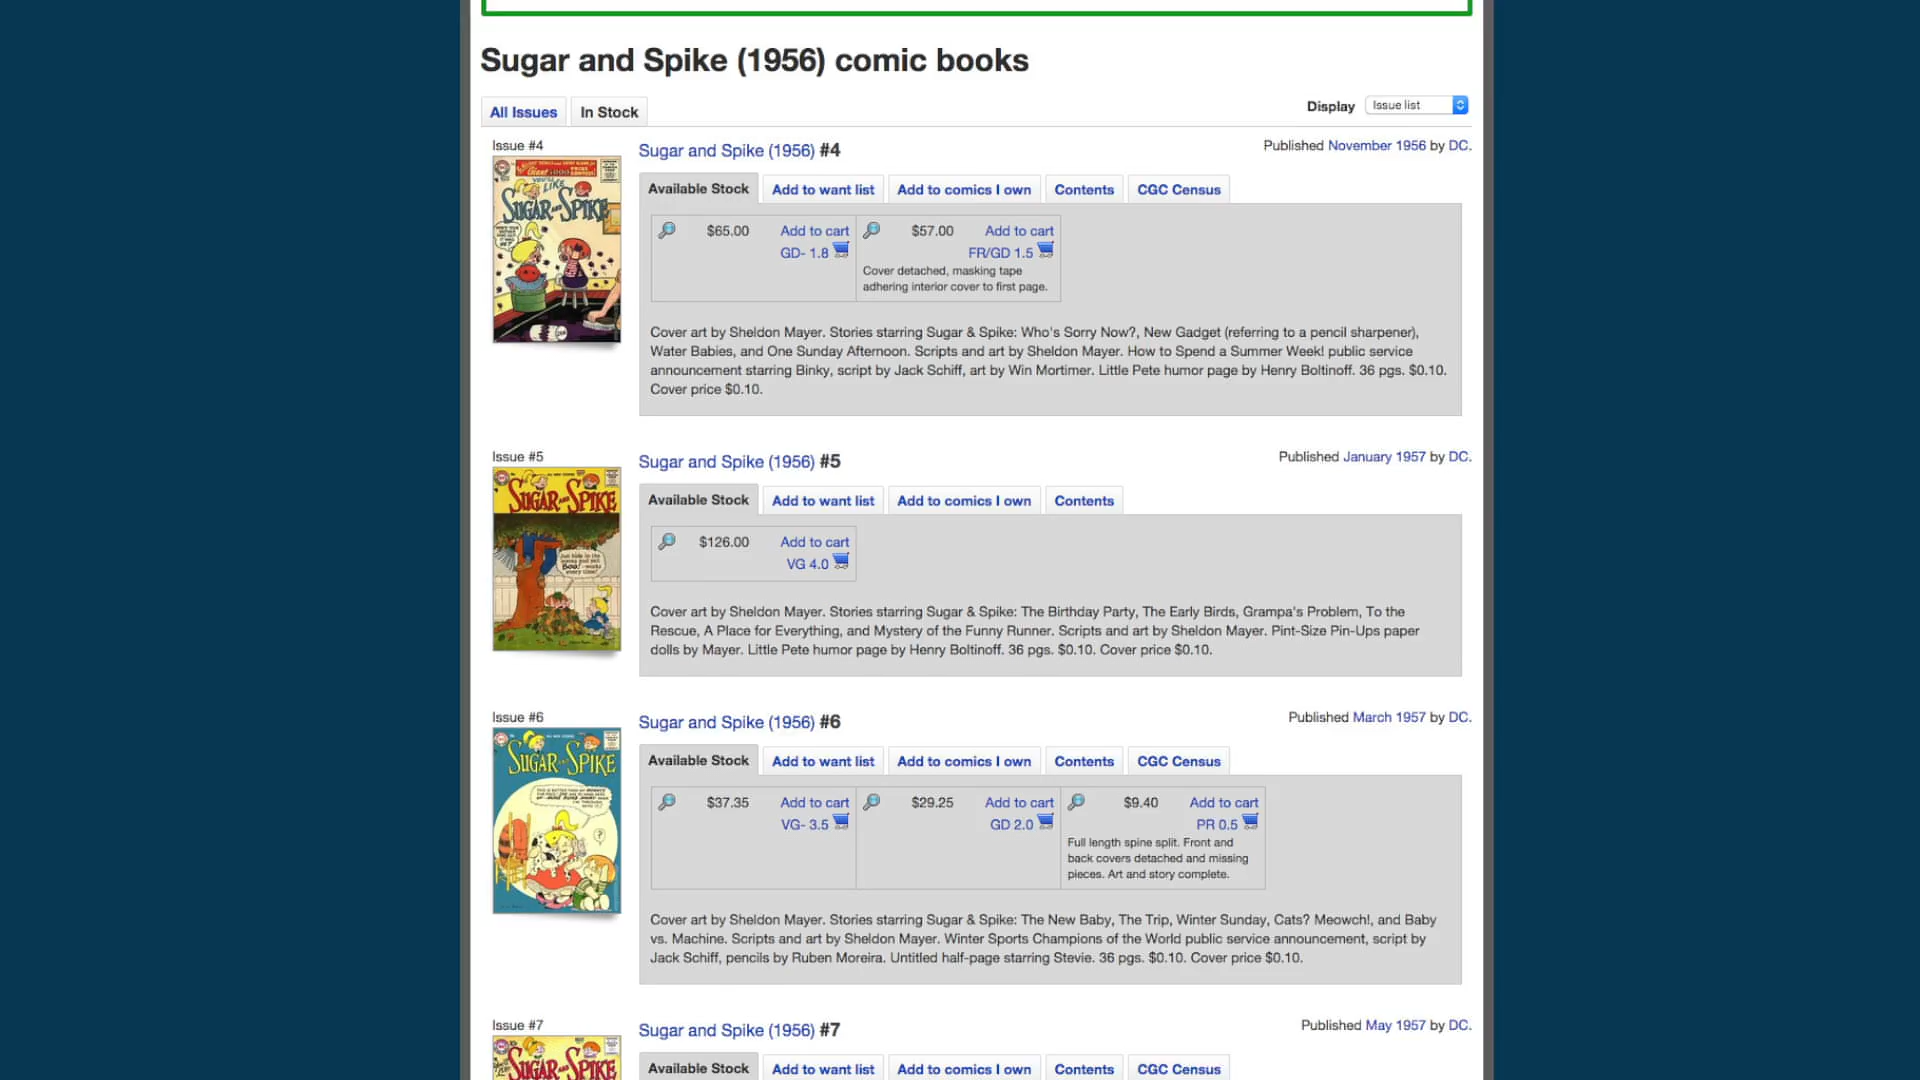 Sugar and Spike (1956) comic books
All Issues In Stock Display Issue list
Issue #4
Sugar and Spike (1956) #4 Published November 1956 by DC.
Available Stock Add to want list Add to comics I own Contents CGC Census
$65.00 Add to cart $57.00 Add to cart
GD- 1.8 FR/GD 1.5
Cover detached, masking tape
adhering interior cover to first page.
SUGAR AND SPIKE
Cover art by Sheldon Mayer. Stories starring Sugar & Spike: Who's Sorry Now?, New Gadget (referring to a pencil sharpener),
Water Babies, and One Sunday Afternoon. Scripts and art by Sheldon Mayer. How to Spend a Summer Week! public service
announcement starring Binky, script by Jack Schiff, art by Win Mortimer. Little Pete humor page by Henry Boltinoff. 36 pgs. $0.10.
Cover price $0.10.
Issue #5
Sugar and Spike (1956) #5 Published January 1957 by DC.
Available Stock Add to want list Add to comics I own Contents
SUGAR AND SPIKE
$126.00 Add to cart
VG 4.0
Cover art by Sheldon Mayer. Stories starring Sugar & Spike: The Birthday Party, The Early Birds, Grampa's Problem, To the
Rescue, A Place for Everything, and Mystery of the Funny Runner. Scripts and art by Sheldon Mayer. Pint-Size Pin-Ups paper
dolls by Mayer. Little Pete humor page by Henry Boltinoff. 36 pgs. $0.10. Cover price $0.10.
Issue #6
Sugar and Spike (1956) #6 Published March 1957 by DC.
Available Stock Add to want list Add to comics I own Contents CGC Census
SUGAR AND SPIKE
$37.35 Add to cart $29.25 Add to cart $9.40 Add to cart
VG- 3.5 GD 2.0 PR 0.5
Full length spine split. Front and
back covers detached and missing
pieces. Art and story complete.
Cover art by Sheldon Mayer. Stories starring Sugar & Spike: The New Baby, The Trip, Winter Sunday, Cats? Meowch!, and Baby
vs. Machine. Scripts and art by Sheldon Mayer. Winter Sports Champions of the World public service announcement, script by
Jack Schiff, pencils by Ruben Moreira. Untitled half-page starring Stevie. 36 pgs. $0.10. Cover price $0.10.
Issue #7
Sugar and Spike (1956) #7 Published May 1957 by DC.
Available Stock Add to want list Add to comics I own Contents CGC Census
SUGAR AND SPIKE